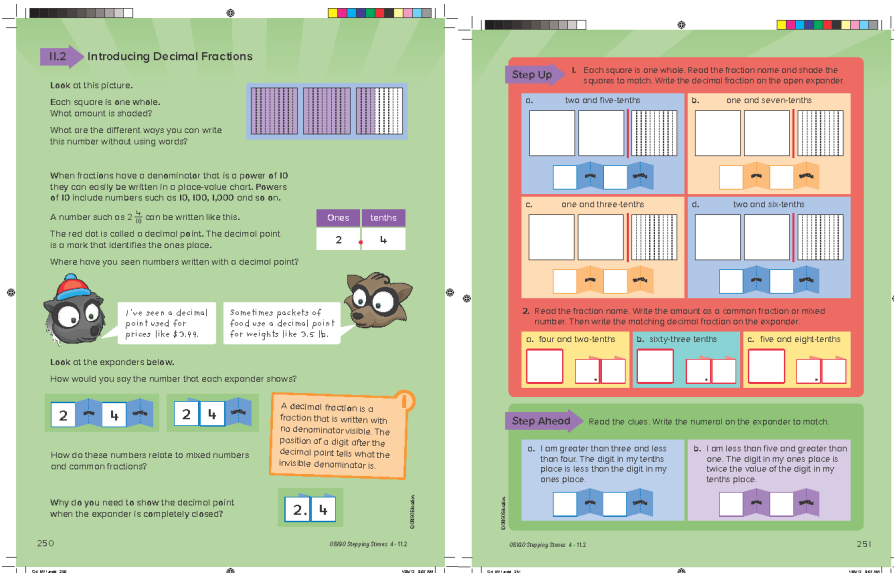 11.2 Introducing Decimal Fractions
Look at this picture.
Each square is one whole.
What amount is shaded?
What are the different ways you can write
this number without using words?
When fractions have a denominator that is a power of 10
they can easily be written in a place-value chart. Powers
of 10 include numbers such as 10, 100, 1,000 and so on.
A number such as 2 4/10 can be written like this.
The red dot is called a decimal point. The decimal point
is a mark that identifies the ones place.
Ones tenths
2 4
Where have you seen numbers written with a decimal point?
I've seen a decimal
point used for
prices like $3.99.
Sometimes packets of
food use a decimal point
for weights like 3.5 lb.
Look at the expanders below.
How would you say the number that each expander shows?
2 4
2 4
A decimal fraction is a
fraction that is written with
no denominator visible. The
position of a digit after the
decimal point tells what the
invisible denominator is.
How do these numbers relate to mixed numbers
and common fractions?
Why do you need to show the decimal point
when the expander is completely closed?
2. 4
250
ORIGO Stepping Stones 4 - 11.2
Step Up
1. Each square is one whole. Read the fraction name and shade the
squares to match. Write the decimal fraction on the open expander.
a. two and five-tenths
b. one and seven-tenths
c. one and three-tenths
d. two and six-tenths
2. Read the fraction name. Write the amount as a common fraction or mixed
number. Then write the matching decimal fraction on the expander.
a. four and two-tenths
b. sixty-three tenths
c. five and eight-tenths
Step Ahead
Read the clues. Write the numeral on the expander to match.
a. I am greater than three and less
than four. The digit in my tenths
place is less than the digit in my
ones place.
b. I am less than five and greater than
one. The digit in my ones place is
twice the value of the digit in my
tenths place.
ORIGO Stepping Stones 4 - 11.2
251